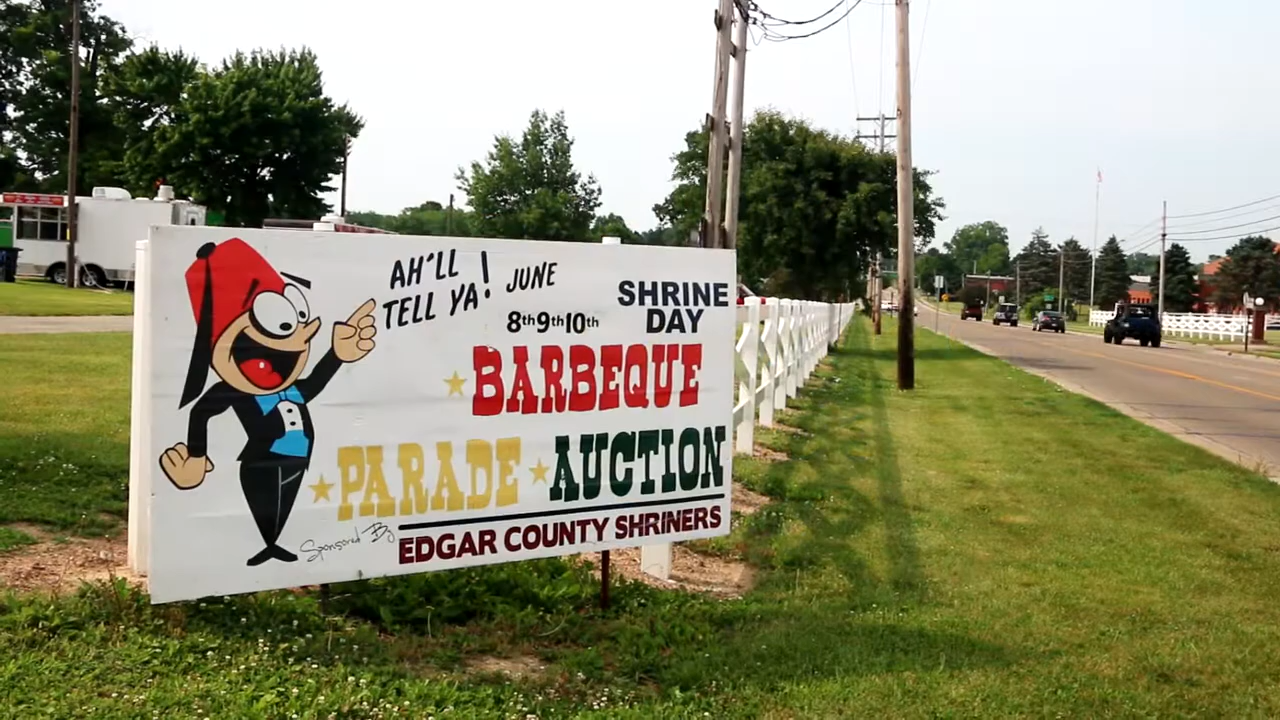 AH'LL
TELL YA!
JUNE
8th 9th 10th
SHRINE
DAY
BARBEQUE
PARADE AUCTION
Sponsored By
EDGAR COUNTY SHRINERS